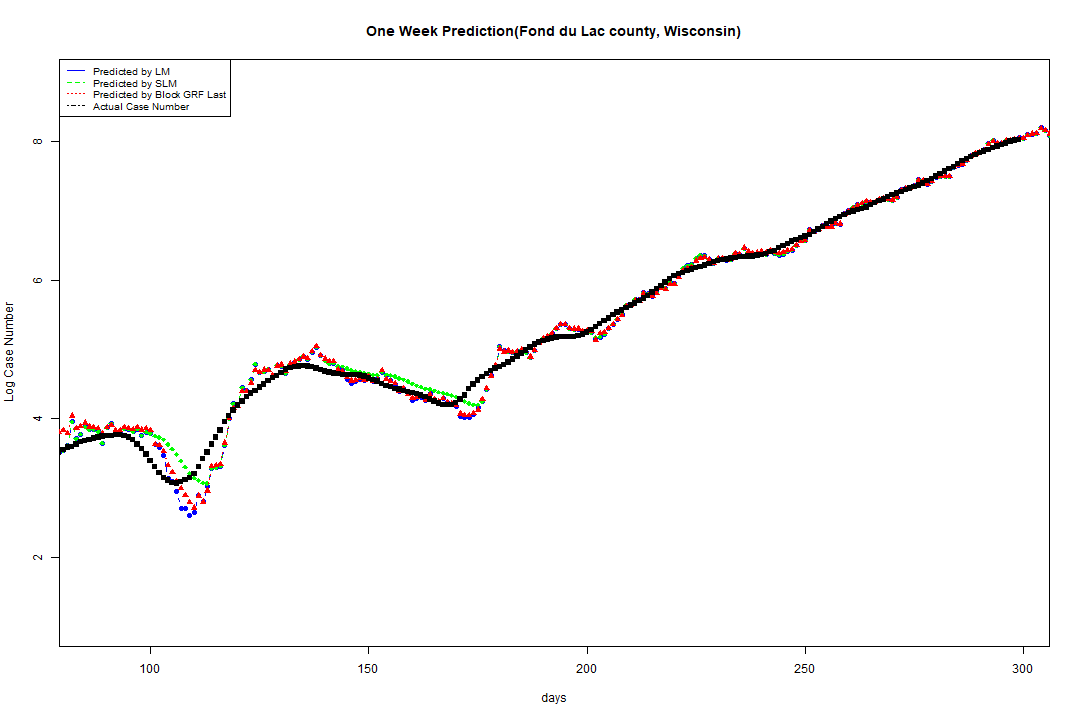 One Week Prediction(Fond du Lac county, Wisconsin)
Predicted by LM
Predicted by SLM
Predicted by Block GRF Last
Actual Case Number
8
6
4
2
Log Case Number
100 150 200 250 300
days